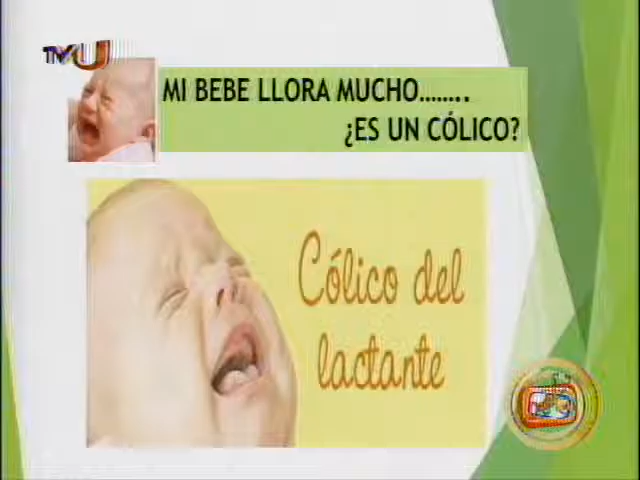 TVU
MI BEBE LLORA MUCHO........
¿ES UN CÓLICO?
Cólico del
lactante